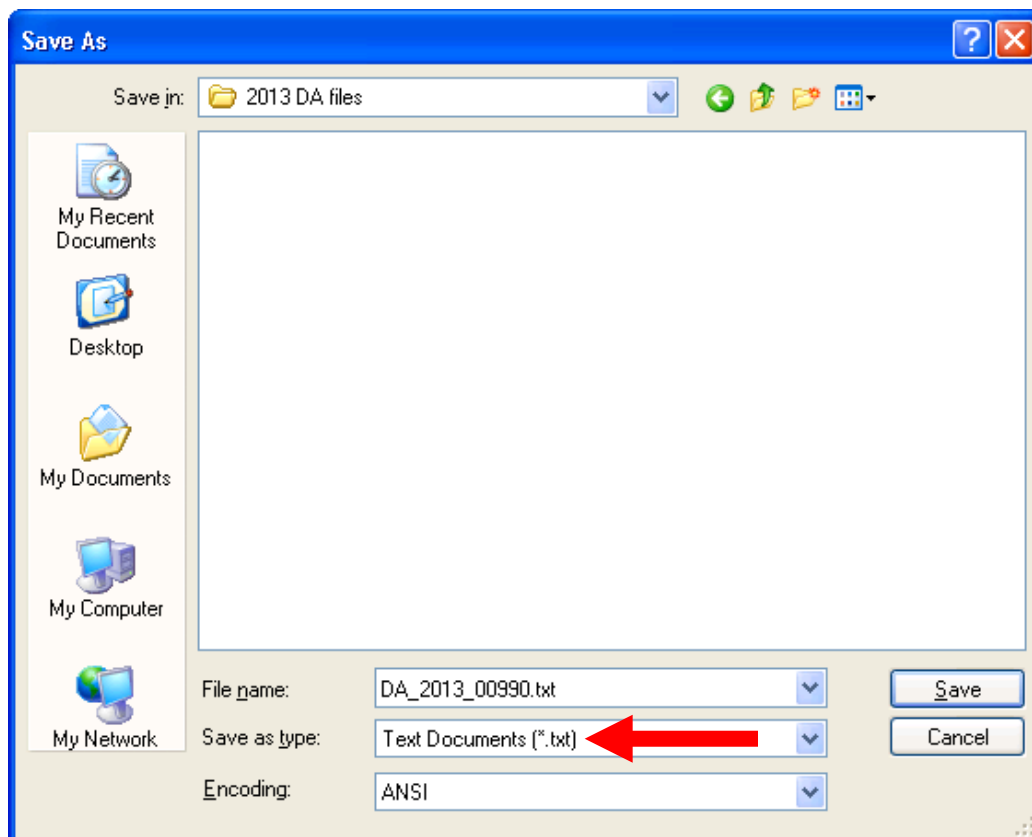 Save As
Save in:
2013 DA files
My Recent
Documents
Desktop
My Documents
My Computer
My Network
File name:
DA_2013_00990.txt
Save
Save as type:
Text Documents (*.txt)
Cancel
Encoding:
ANSI